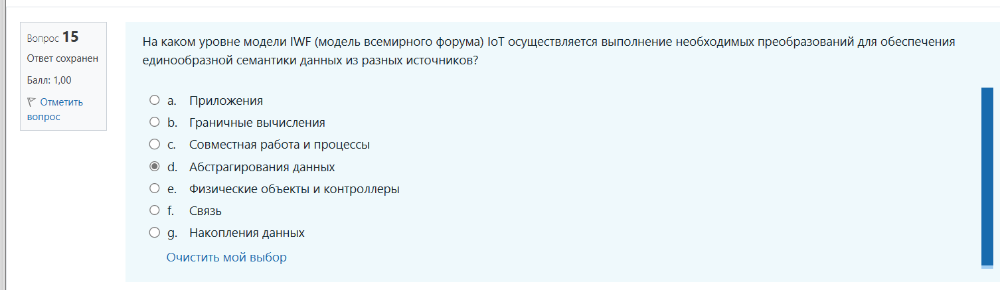 Вопрос 15
Ответ сохранен
Балл: 1,00
Отметить
вопрос
На каком уровне модели IWF (модель всемирного форума) IoT осуществляется выполнение необходимых преобразований для обеспечения
единообразной семантики данных из разных источников?
a. Приложения
b. Граничные вычисления
c. Совместная работа и процессы
d. Абстрагирования данных
e. Физические объекты и контроллеры
f. Связь
g. Накопления данных
Очистить мой выбор